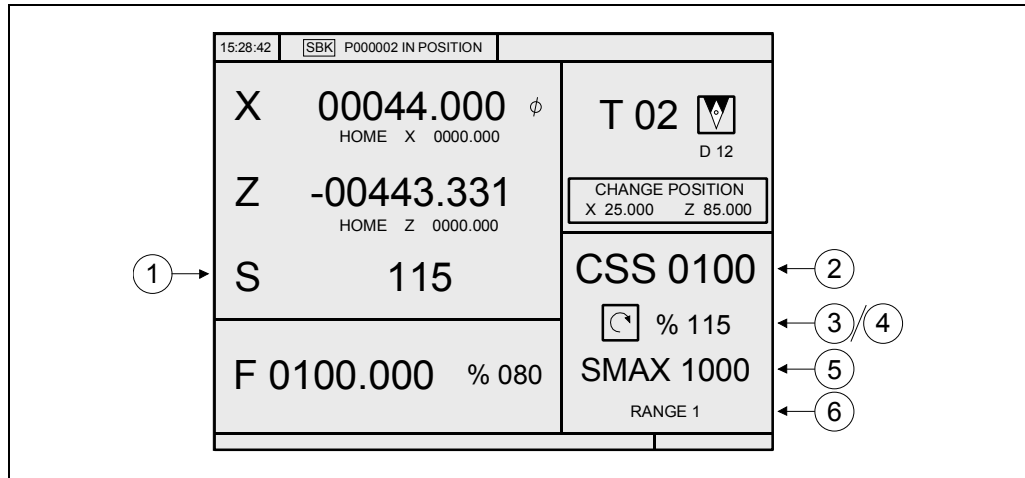 15:28:42 SBK P000002 IN POSITION
X 00044.000 ϕ
HOME X 0000.000
Z -00443.331
HOME Z 0000.000
1 S 115
F 0100.000 % 080
T 02
D 12
CHANGE POSITION
X 25.000 Z 85.000
CSS 0100 2
% 115 3/4
SMAX 1000 5
RANGE 1 6